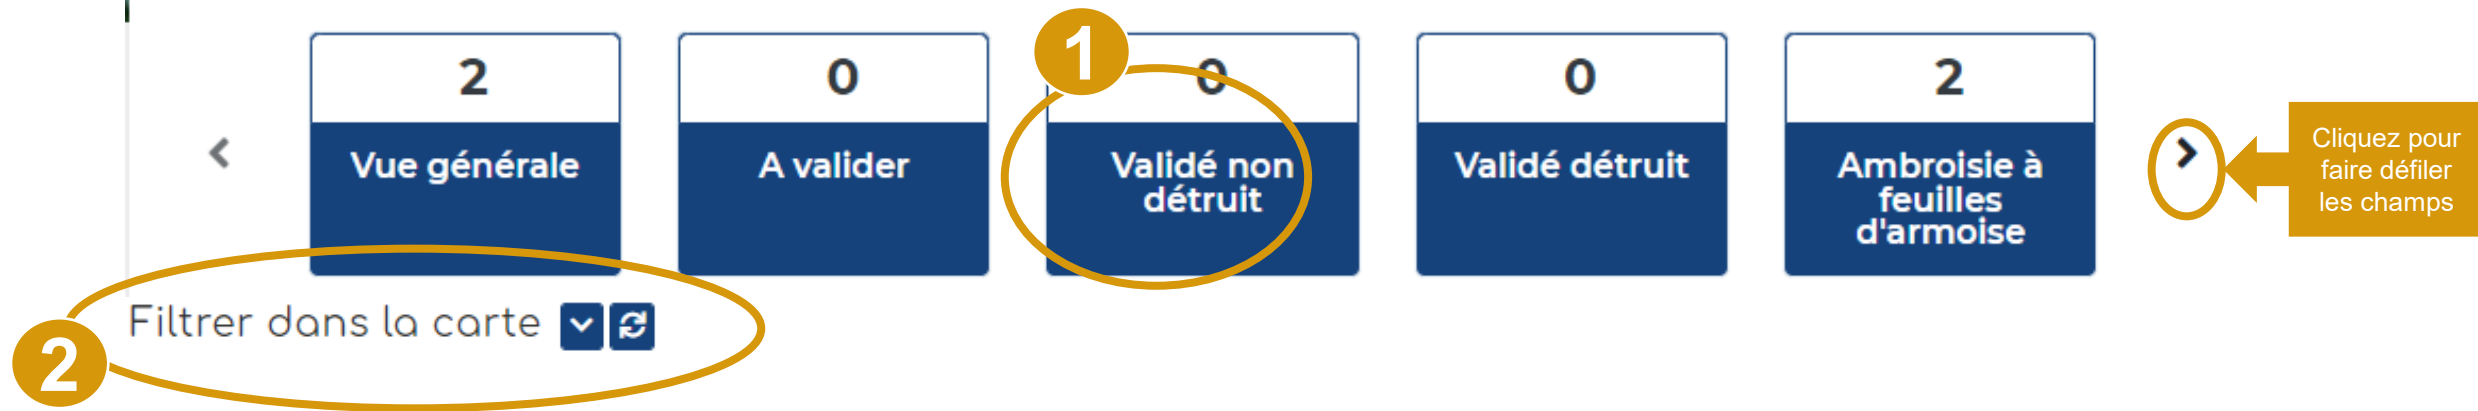 1
2
0
0
0
2
Vue générale
A valider
Validé non
détruit
Validé détruit
Ambroisie à
feuilles
d'armoise
Cliquez pour
faire défiler
les champs
2
Filtrer dans la carte